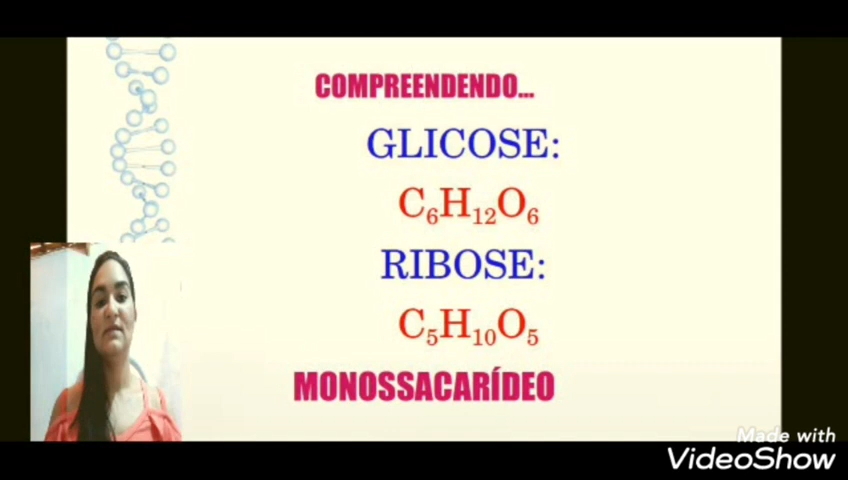 COMPREENDENDO...
GLICOSE:
C₆H₁₂O₆
RIBOSE:
C₅H₁₀O₅
MONOSSACARÍDEO
Made with
VideoShow